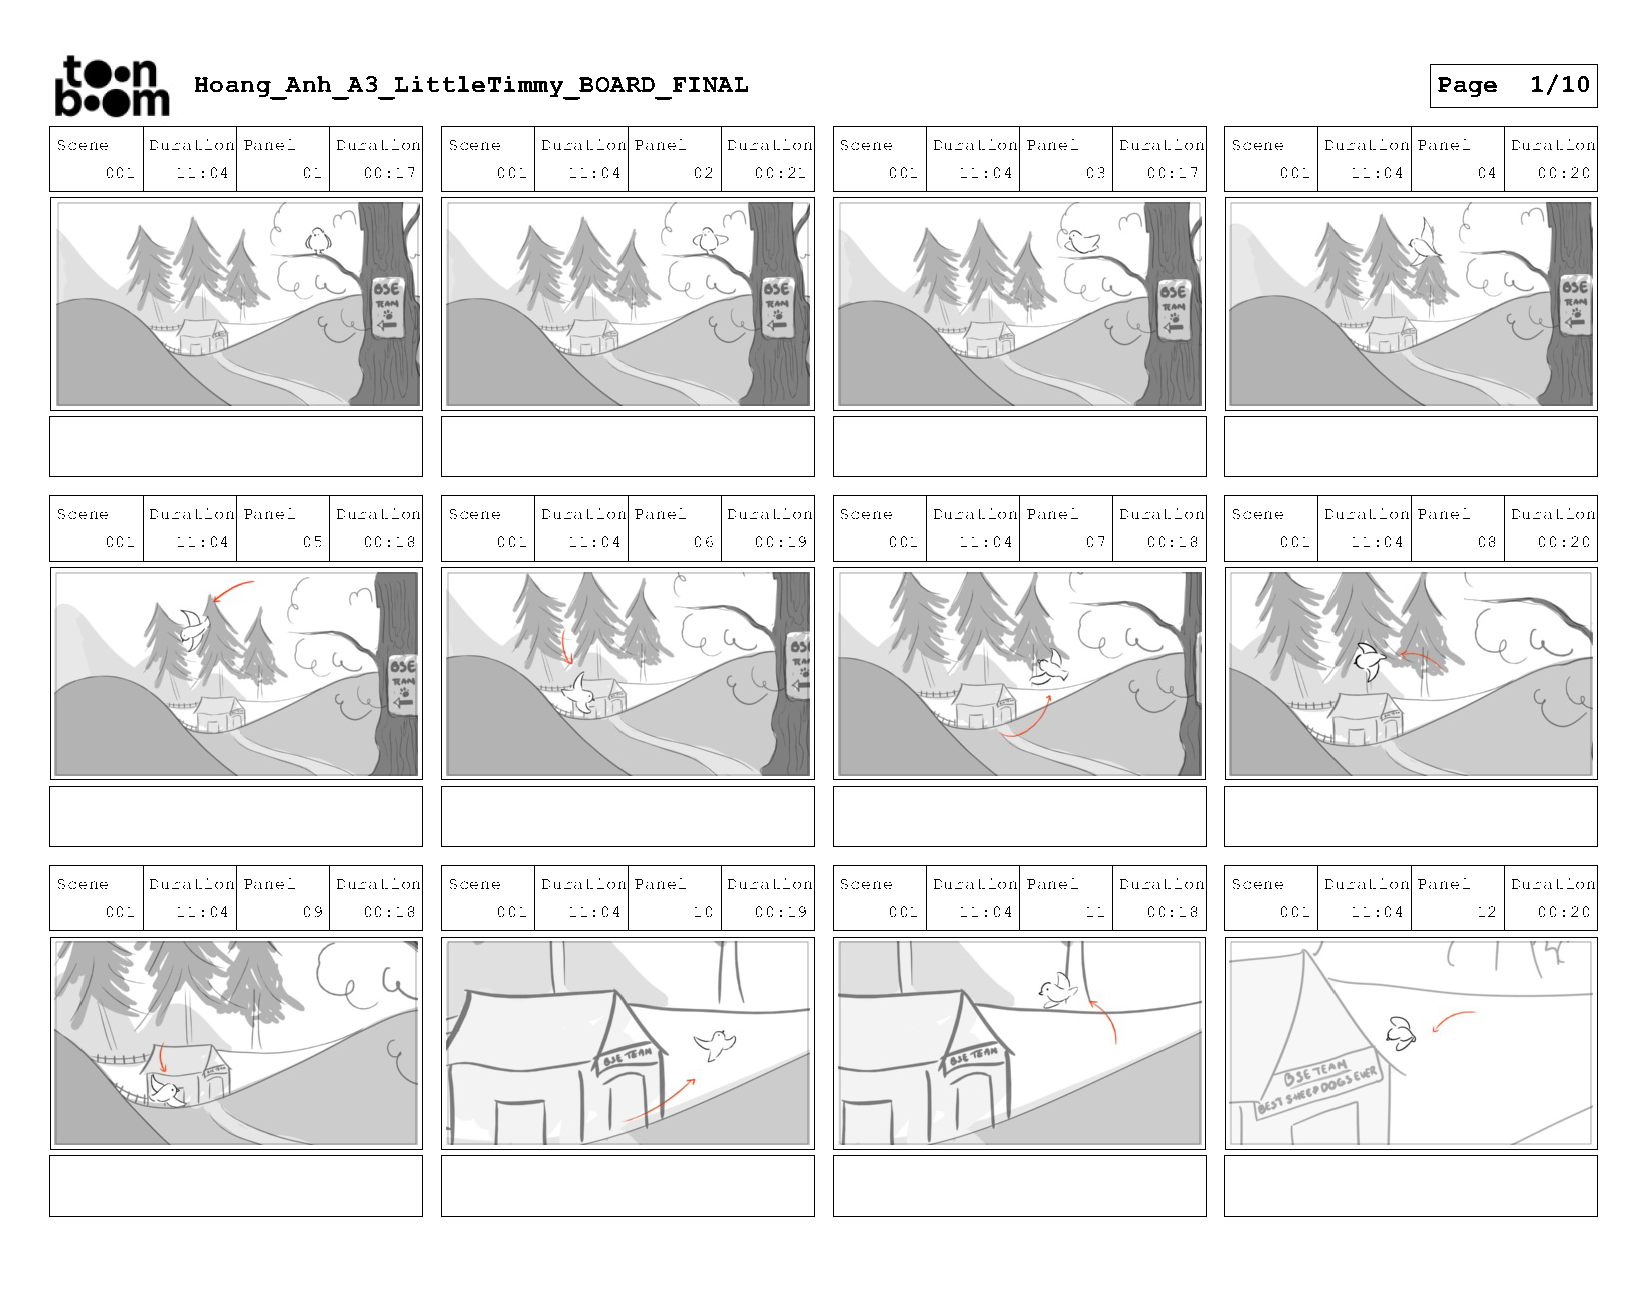 toon
boom
Hoang_Anh_A3_LittleTimmy_BOARD_FINAL
Page 1/10
Scene Duration Panel Duration
001 11:04 01 00:17
Scene Duration Panel Duration
001 11:04 02 00:21
Scene Duration Panel Duration
001 11:04 03 00:17
Scene Duration Panel Duration
001 11:04 04 00:20
BSE
TEAM
BSE
TEAM
BSE
TEAM
BSE
TEAM
Scene Duration Panel Duration
001 11:04 05 00:18
Scene Duration Panel Duration
001 11:04 06 00:19
Scene Duration Panel Duration
001 11:04 07 00:18
Scene Duration Panel Duration
001 11:04 08 00:20
BSE
TEAM
BSE
TEAM
Scene Duration Panel Duration
001 11:04 09 00:18
Scene Duration Panel Duration
001 11:04 10 00:19
Scene Duration Panel Duration
001 11:04 11 00:18
Scene Duration Panel Duration
001 11:04 12 00:20
BSE TEAM
BSE TEAM
BSE TEAM
BSE TEAM
BEST SHEEPDOGS EVER